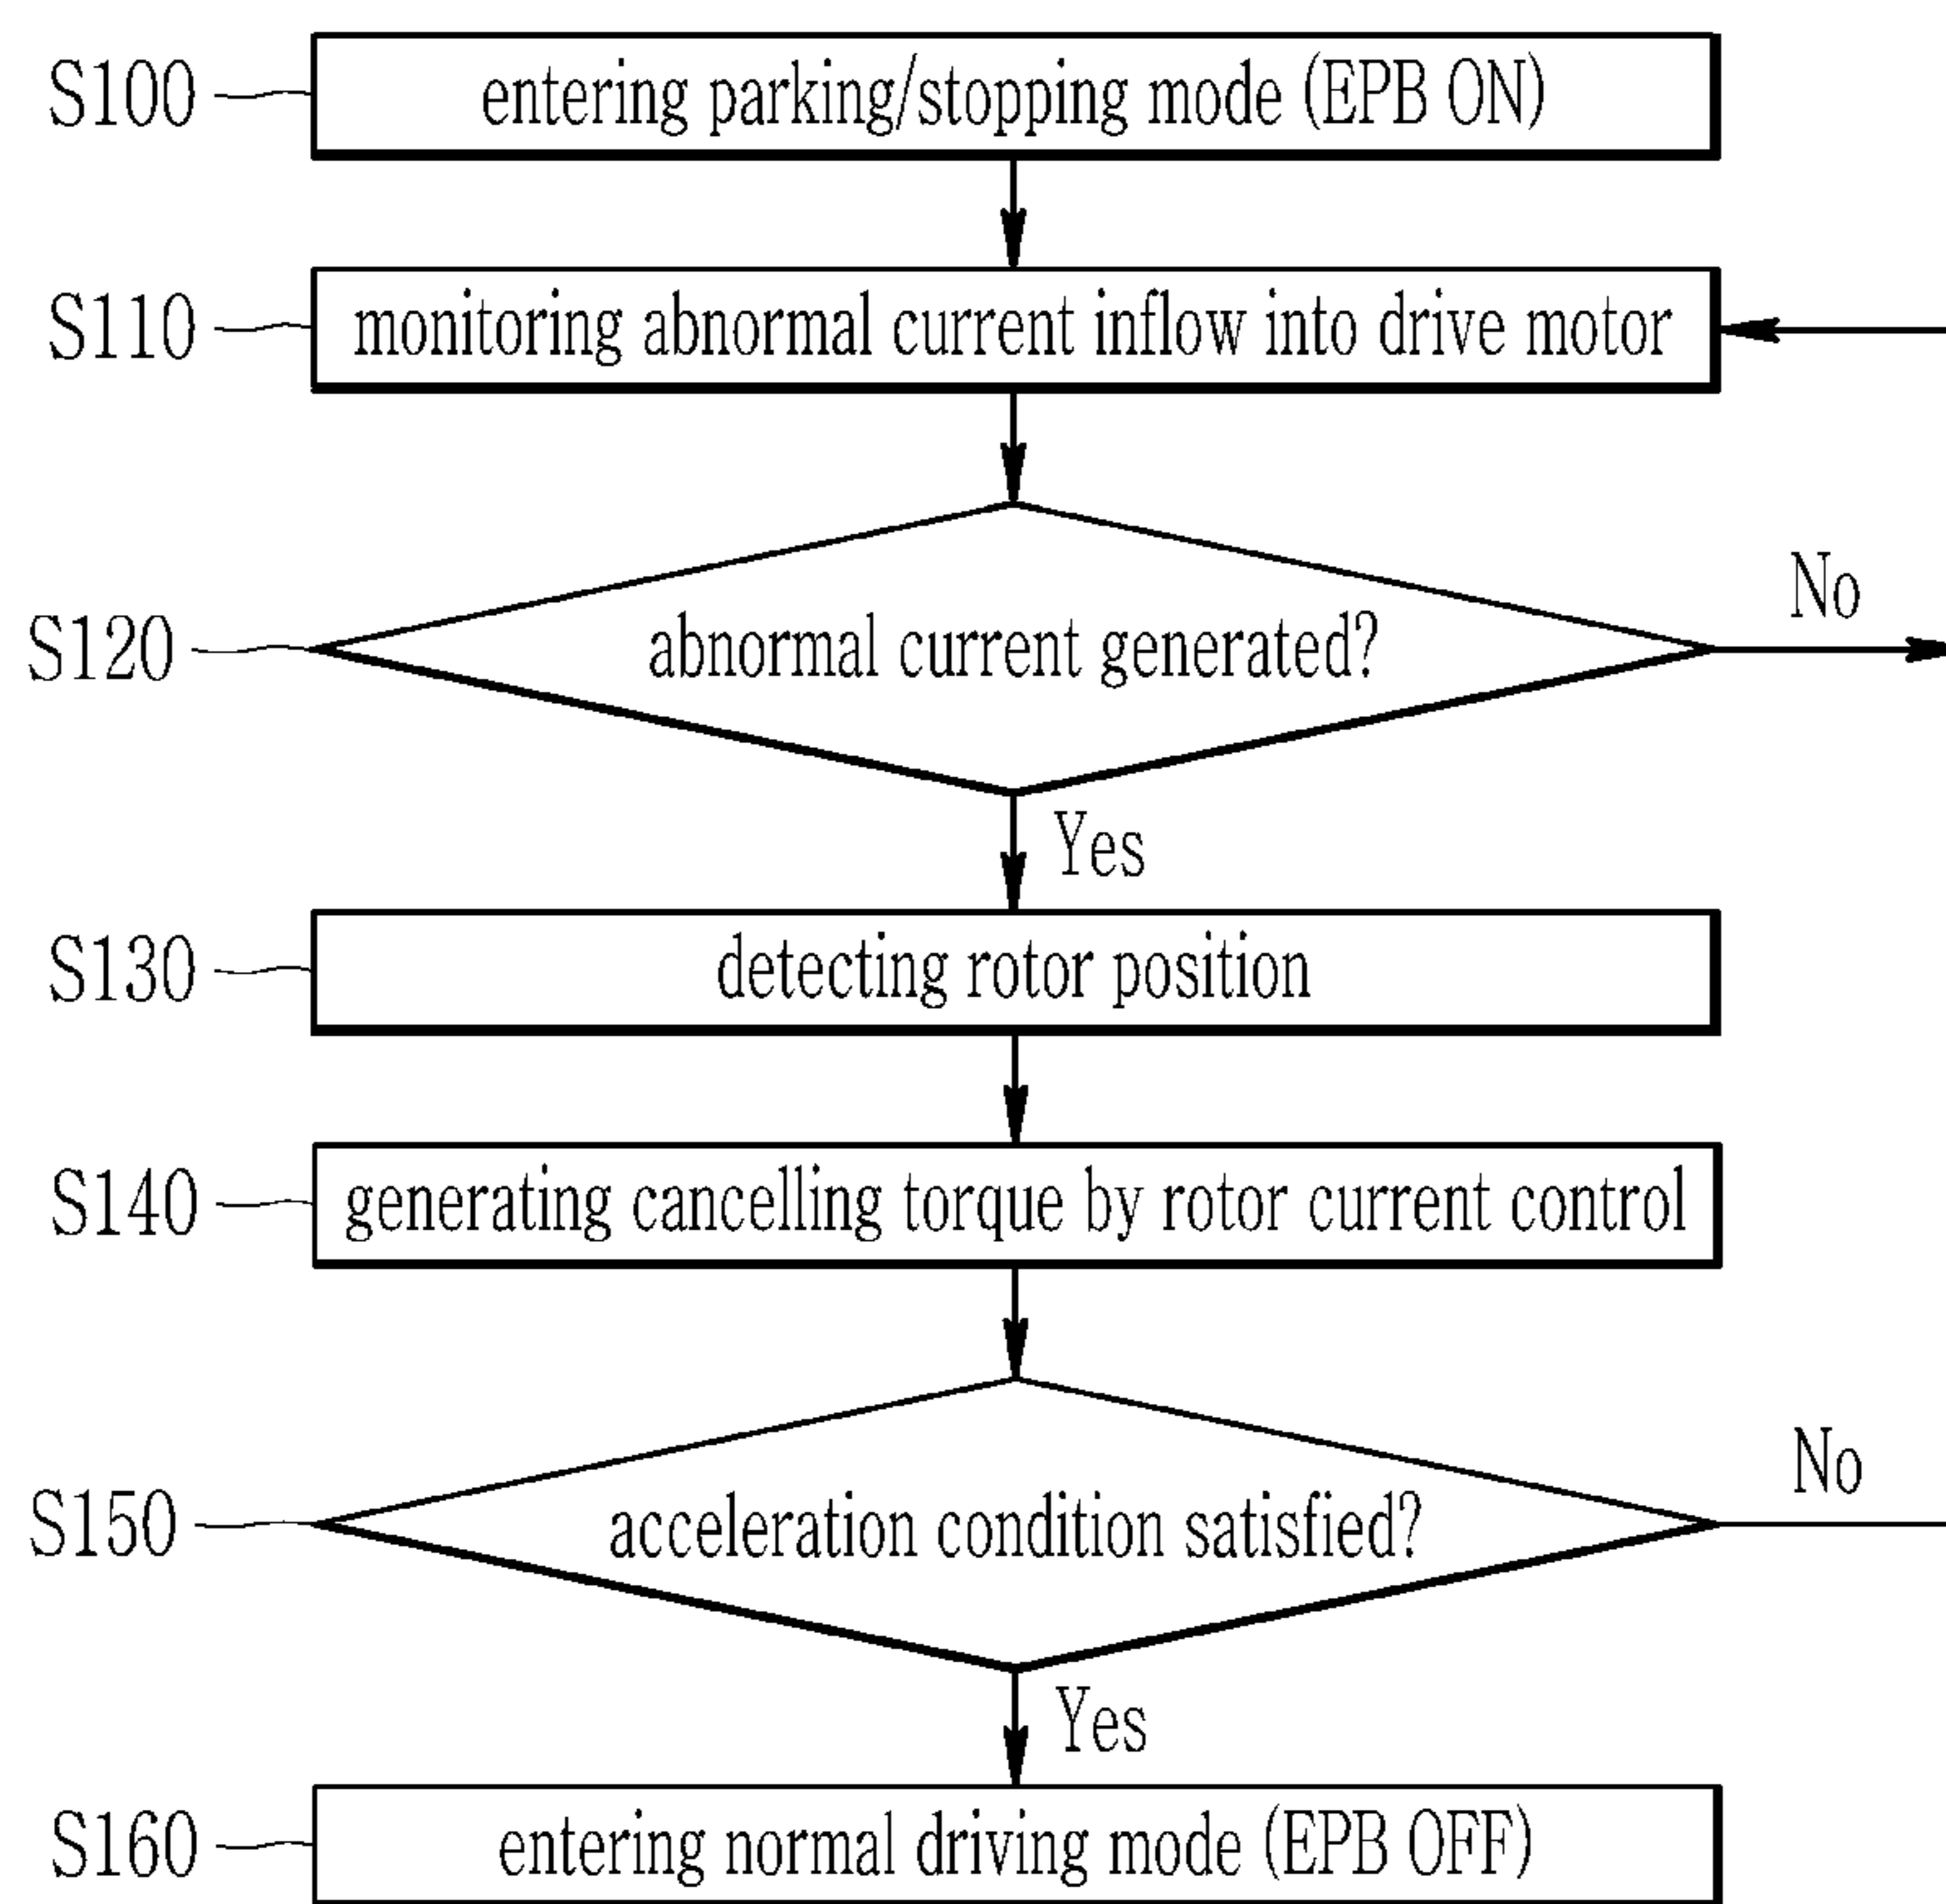 S100
entering parking/stopping mode (EPB ON)
S110
monitoring abnormal current inflow into drive motor
S120
abnormal current generated?
No
Yes
S130
detecting rotor position
S140
generating cancelling torque by rotor current control
S150
acceleration condition satisfied?
No
Yes
S160
entering normal driving mode (EPB OFF)